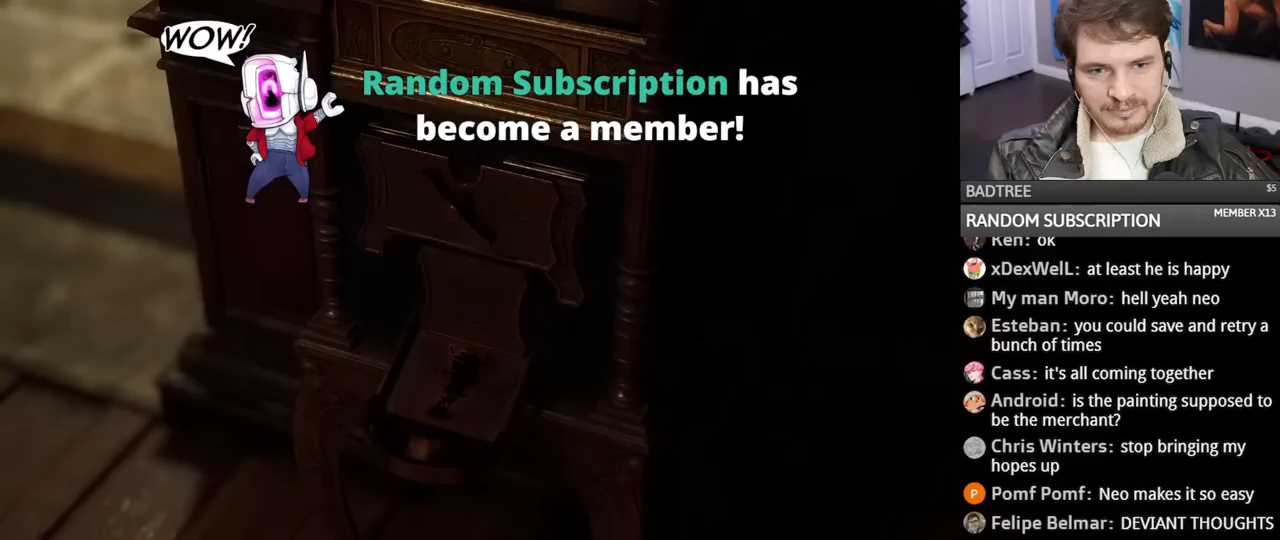 WOW!
Random Subscription has
become a member!
BADTREE $5
RANDOM SUBSCRIPTION MEMBER X13
Ken: ok
xDexWelL: at least he is happy
My man Moro: hell yeah neo
Esteban: you could save and retry a
bunch of times
Cass: it's all coming together
Android: is the painting supposed to
be the merchant?
Chris Winters: stop bringing my
hopes up
P Pomf Pomf: Neo makes it so easy
Felipe Belmar: DEVIANT THOUGHTS